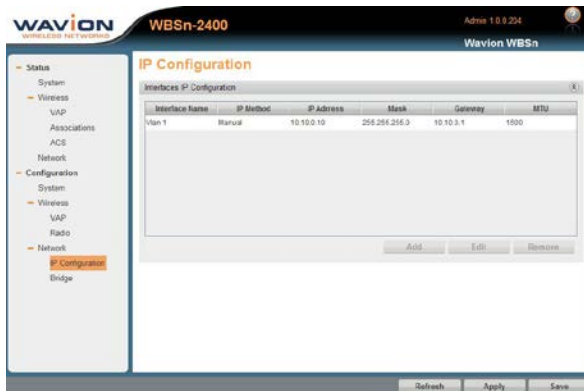 WAVION
WIRELESS NETWORKS
WBSn-2400
Admin 1.0.0.204
Wavion WBSn
Status
System
Wireless
VAP
Associations
ACS
Network
Configuration
System
Wireless
VAP
Radio
Network
IP Configuration
Bridge
IP Configuration
Interfaces IP Configuration
Interface Name IP Method IP Address Mask Gateway MTU
Vlan 1 Manual 10.10.0.10 255.255.255.0 10.10.0.1 1500
Add Edit Remove
Refresh Apply Save